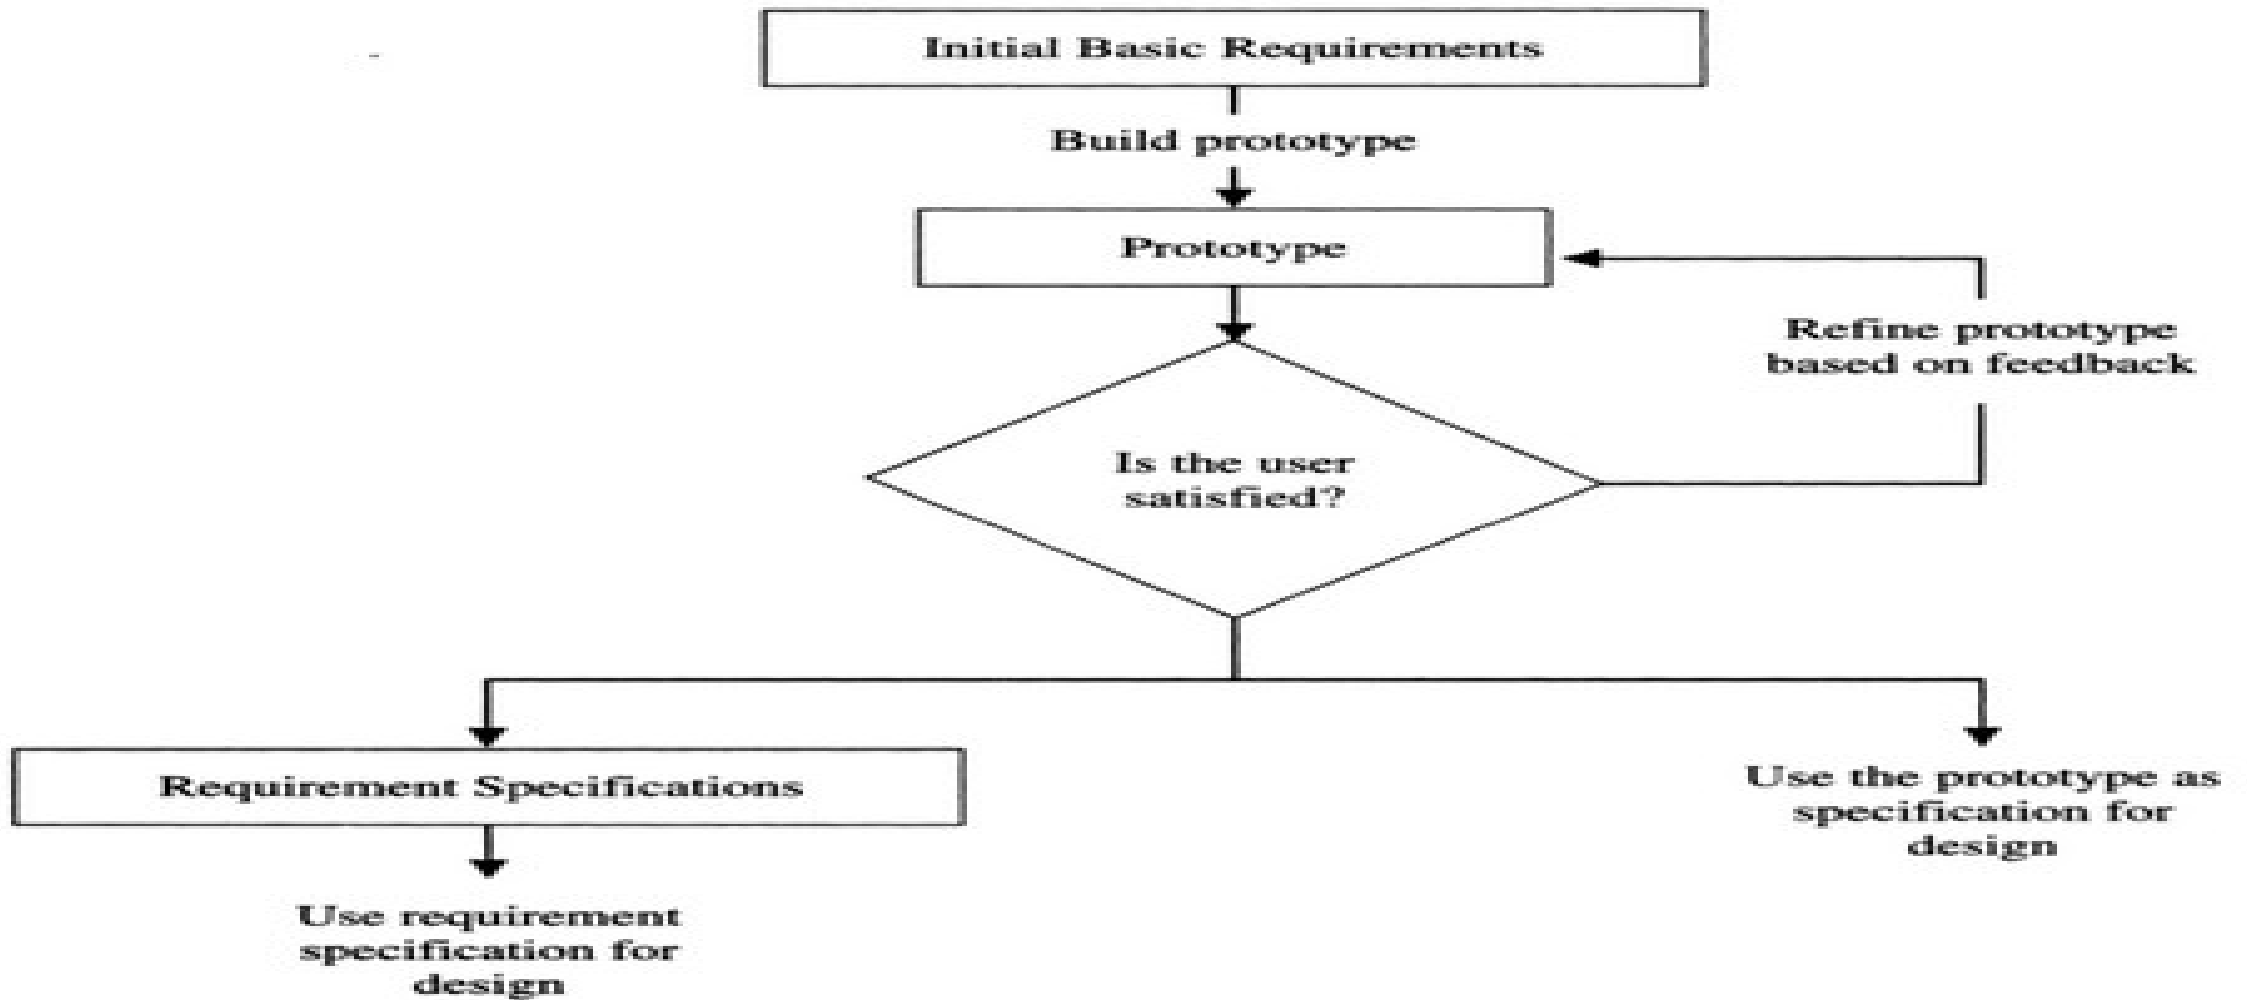 Initial Basic Requirements
Build prototype
Prototype
Refine prototype
based on feedback
Is the user
satisfied?
Requirement Specifications
Use the prototype as
specification for
design
Use requirement
specification for
design